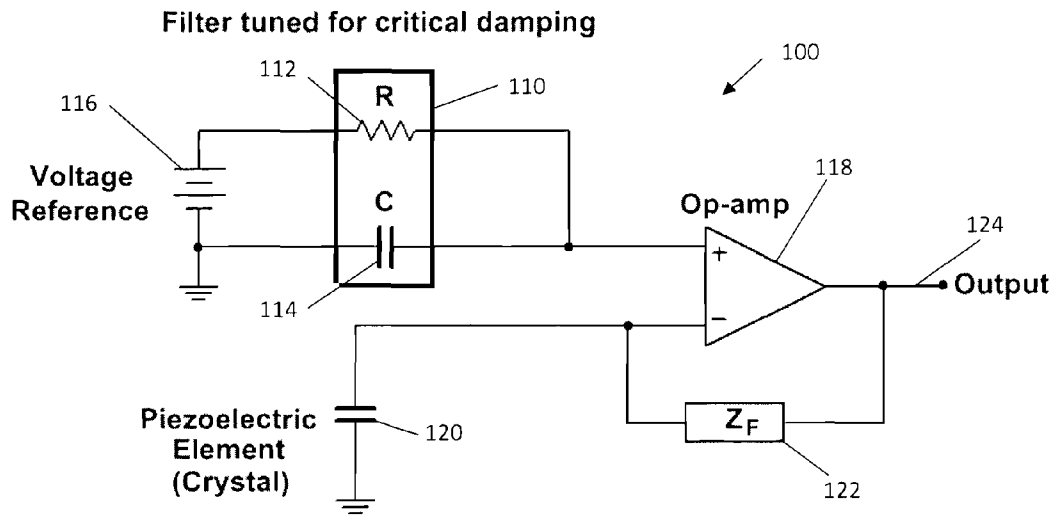 Filter tuned for critical damping
100
112
R
110
116
Voltage
Reference
C
114
Op-amp
118
+
−
124
Output
Piezoelectric
Element
(Crystal)
120
ZF
122